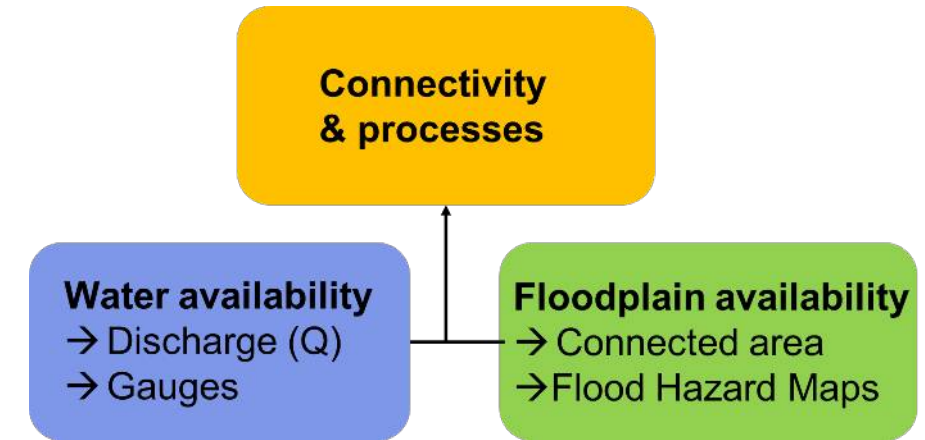 Connectivity
& processes
Water availability
→ Discharge (Q)
→ Gauges
Floodplain availability
→ Connected area
→Flood Hazard Maps